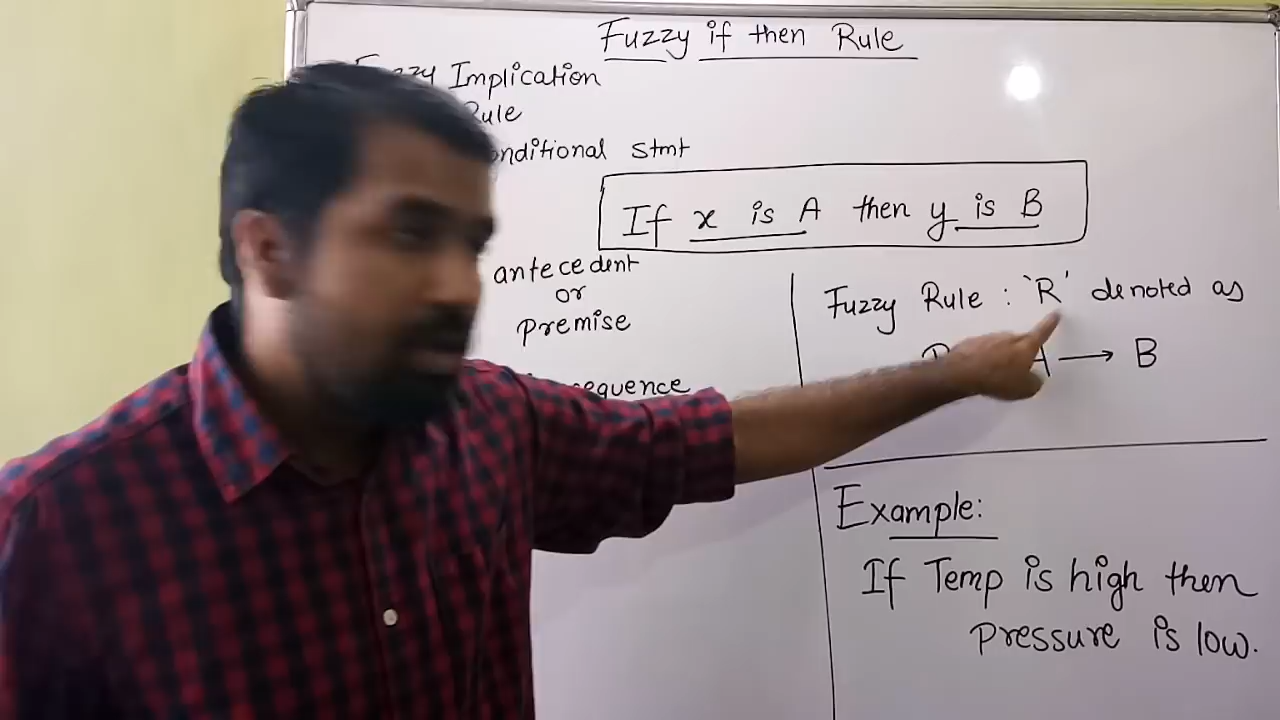 Fuzzy if then Rule
Implication
Rule
Conditional stmt
If x is A then y is B
antecedent
or
premise
Fuzzy Rule : 'R' denoted as
A → B
Example:
If Temp is high then
pressure is low.